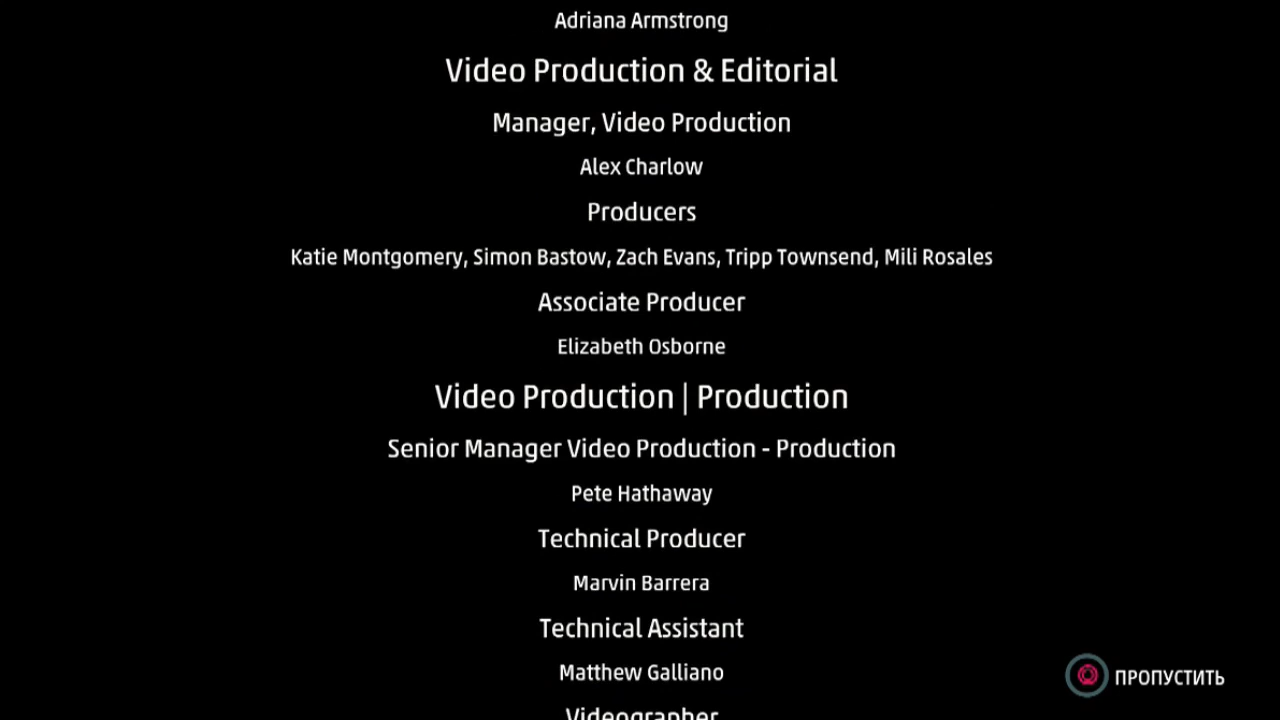 Adriana Armstrong
Video Production & Editorial
Manager, Video Production
Alex Charlow
Producers
Katie Montgomery, Simon Bastow, Zach Evans, Tripp Townsend, Mili Rosales
Associate Producer
Elizabeth Osborne
Video Production | Production
Senior Manager Video Production - Production
Pete Hathaway
Technical Producer
Marvin Barrera
Technical Assistant
Matthew Galliano
ПРОПУСТИТЬ
Videographer